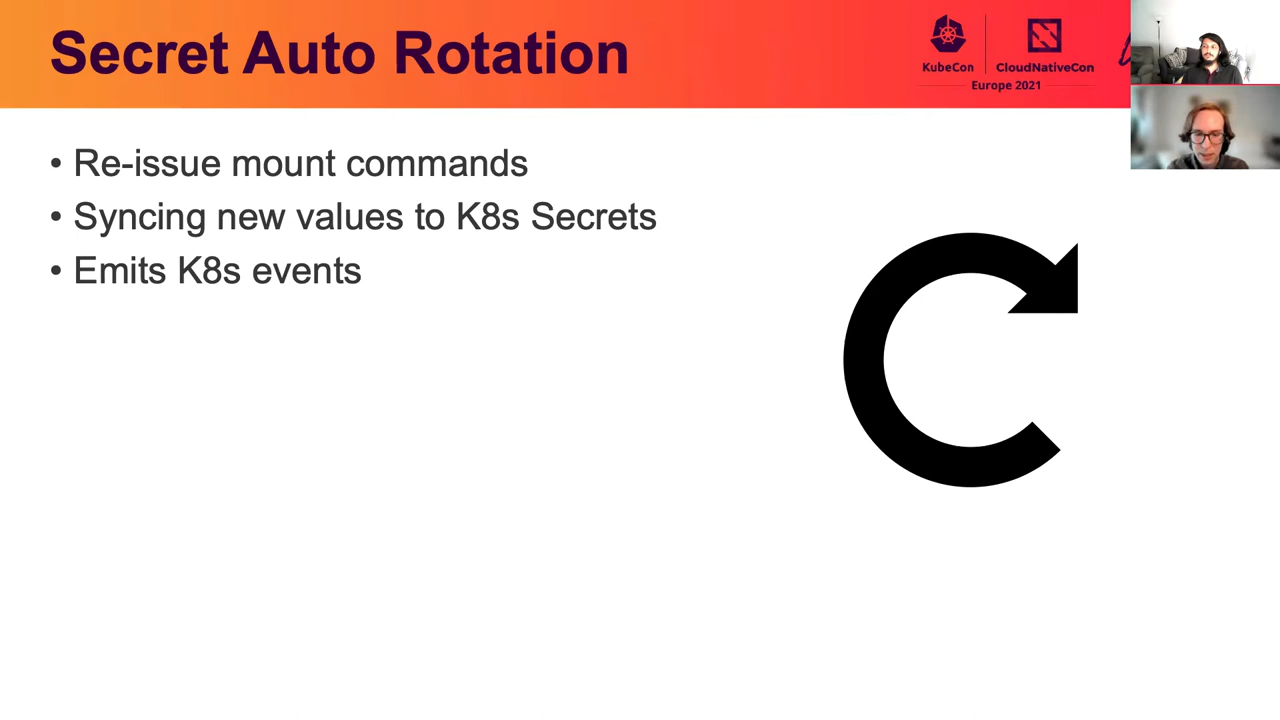 Secret Auto Rotation
KubeCon
CloudNativeCon
Europe 2021
• Re-issue mount commands
• Syncing new values to K8s Secrets
• Emits K8s events